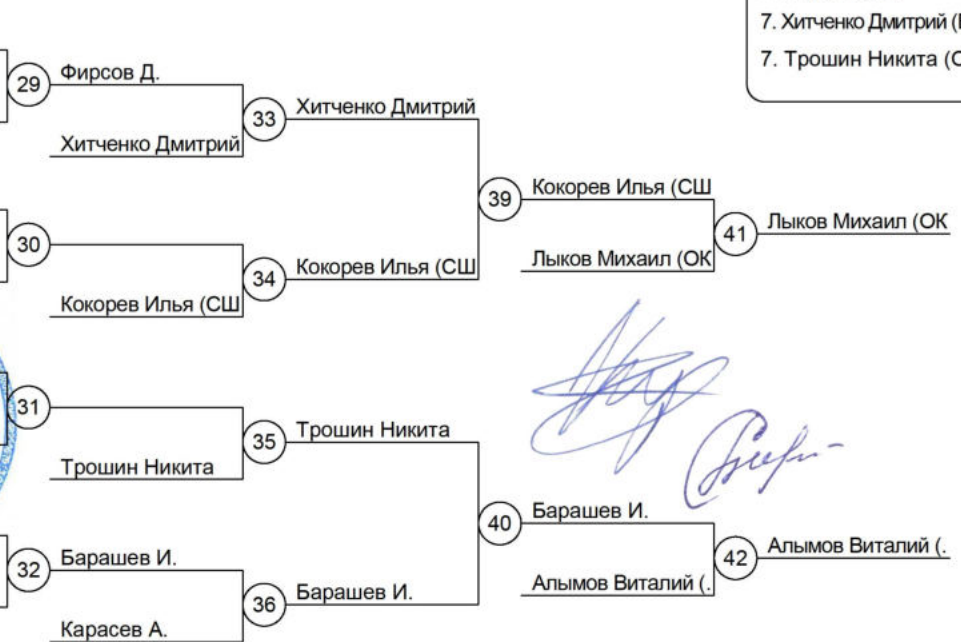 7. Хитченко Дмитрий (
7. Трошин Никита (С
29
Фирсов Д.
Хитченко Дмитрий
33
Хитченко Дмитрий
30
Кокорев Илья (СШ
34
Кокорев Илья (СШ
39
Кокорев Илья (СШ
Лыков Михаил (ОК
41
Лыков Михаил (ОК
31
Трошин Никита
35
Трошин Никита
32
Барашев И.
Карасев А.
36
Барашев И.
40
Барашев И.
Алымов Виталий (.
42
Алымов Виталий (.